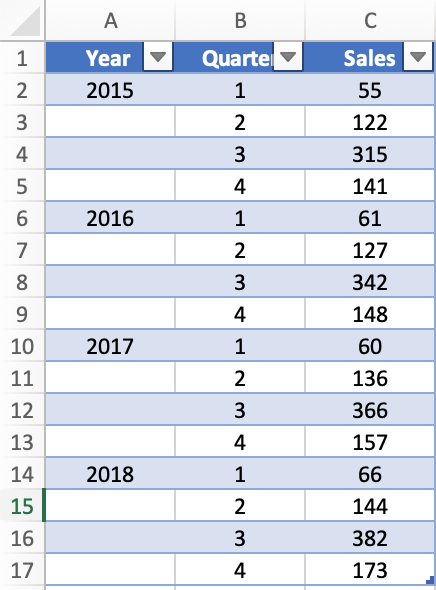 A B C
1 Year Quarte Sales
2 2015 1 55
3 2 122
4 3 315
5 4 141
6 2016 1 61
7 2 127
8 3 342
9 4 148
10 2017 1 60
11 2 136
12 3 366
13 4 157
14 2018 1 66
15 2 144
16 3 382
17 4 173